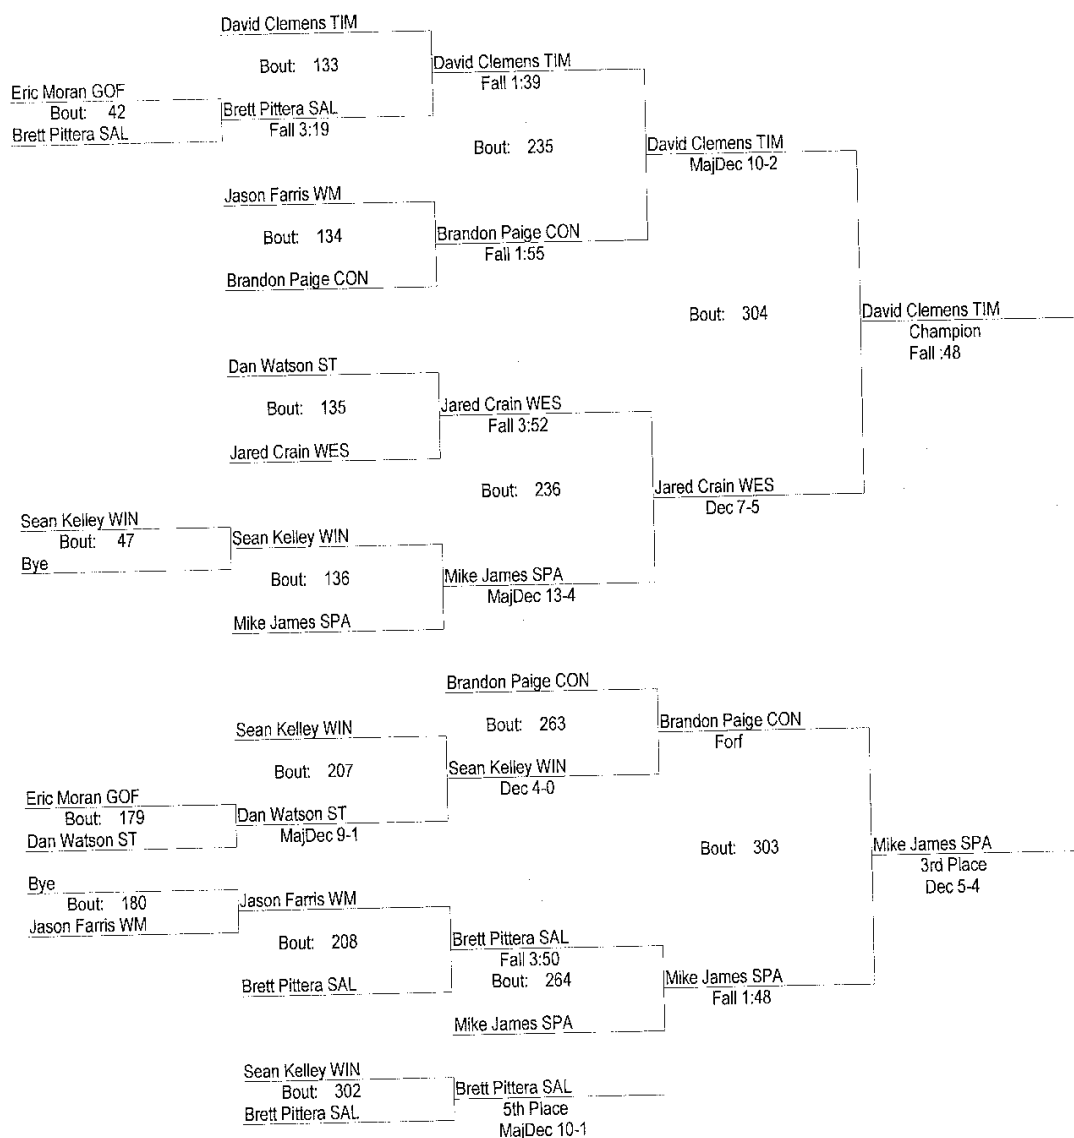 David Clemens TIM
Bout: 133
David Clemens TIM
Fall 1:39
Eric Moran GOF
Bout: 42
Brett Pittera SAL
Brett Pittera SAL
Fall 3:19
Bout: 235
David Clemens TIM
MajDec 10-2
Jason Farris WM
Bout: 134
Brandon Paige CON
Fall 1:55
Brandon Paige CON
Bout: 304
David Clemens TIM
Champion
Fall :48
Dan Watson ST
Bout: 135
Jared Crain WES
Fall 3:52
Jared Crain WES
Bout: 236
Jared Crain WES
Dec 7-5
Sean Kelley WIN
Bout: 47
Bye
Sean Kelley WIN
Bout: 136
Mike James SPA
MajDec 13-4
Mike James SPA
Brandon Paige CON
Bout: 263
Brandon Paige CON
Forf
Sean Kelley WIN
Bout: 207
Sean Kelley WIN
Dec 4-0
Eric Moran GOF
Bout: 179
Dan Watson ST
Dan Watson ST
MajDec 9-1
Bout: 303
Mike James SPA
3rd Place
Dec 5-4
Bye
Bout: 180
Jason Farris WM
Jason Farris WM
Bout: 208
Brett Pittera SAL
Fall 3:50
Bout: 264
Brett Pittera SAL
Mike James SPA
Fall 1:48
Mike James SPA
Sean Kelley WIN
Bout: 302
Brett Pittera SAL
Brett Pittera SAL
5th Place
MajDec 10-1